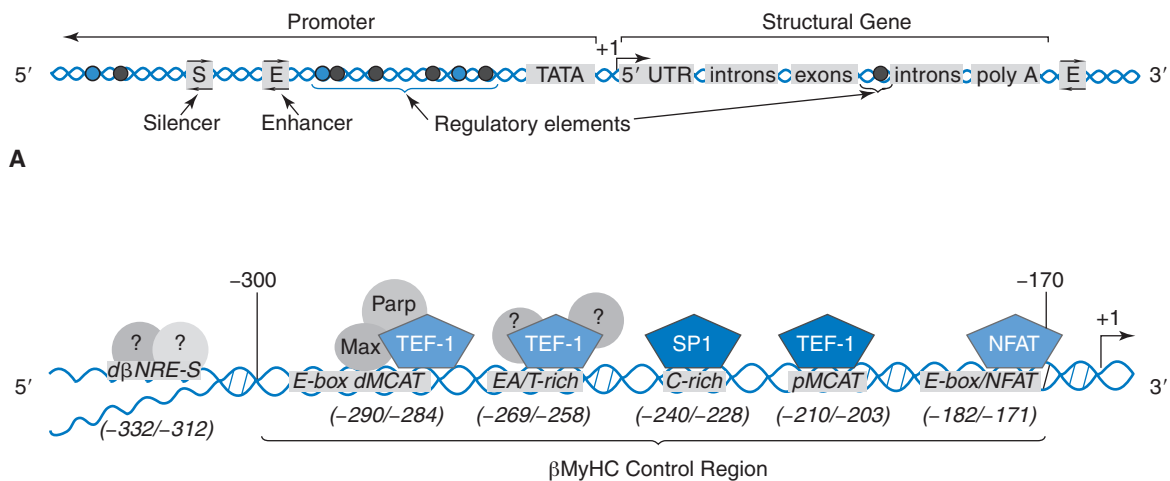 Promoter
Structural Gene
+1
5′ S E TATA 5′ UTR introns exons introns poly A E 3′
Silencer Enhancer Regulatory elements
A
−300 −170
Parp
? ? ? ? +1
Max TEF-1 TEF-1 SP1 TEF-1 NFAT
dβNRE-S
5′ E-box dMCAT EA/T-rich C-rich pMCAT E-box/NFAT 3′
(−332/−312) (−290/−284) (−269/−258) (−240/−228) (−210/−203) (−182/−171)
βMyHC Control Region